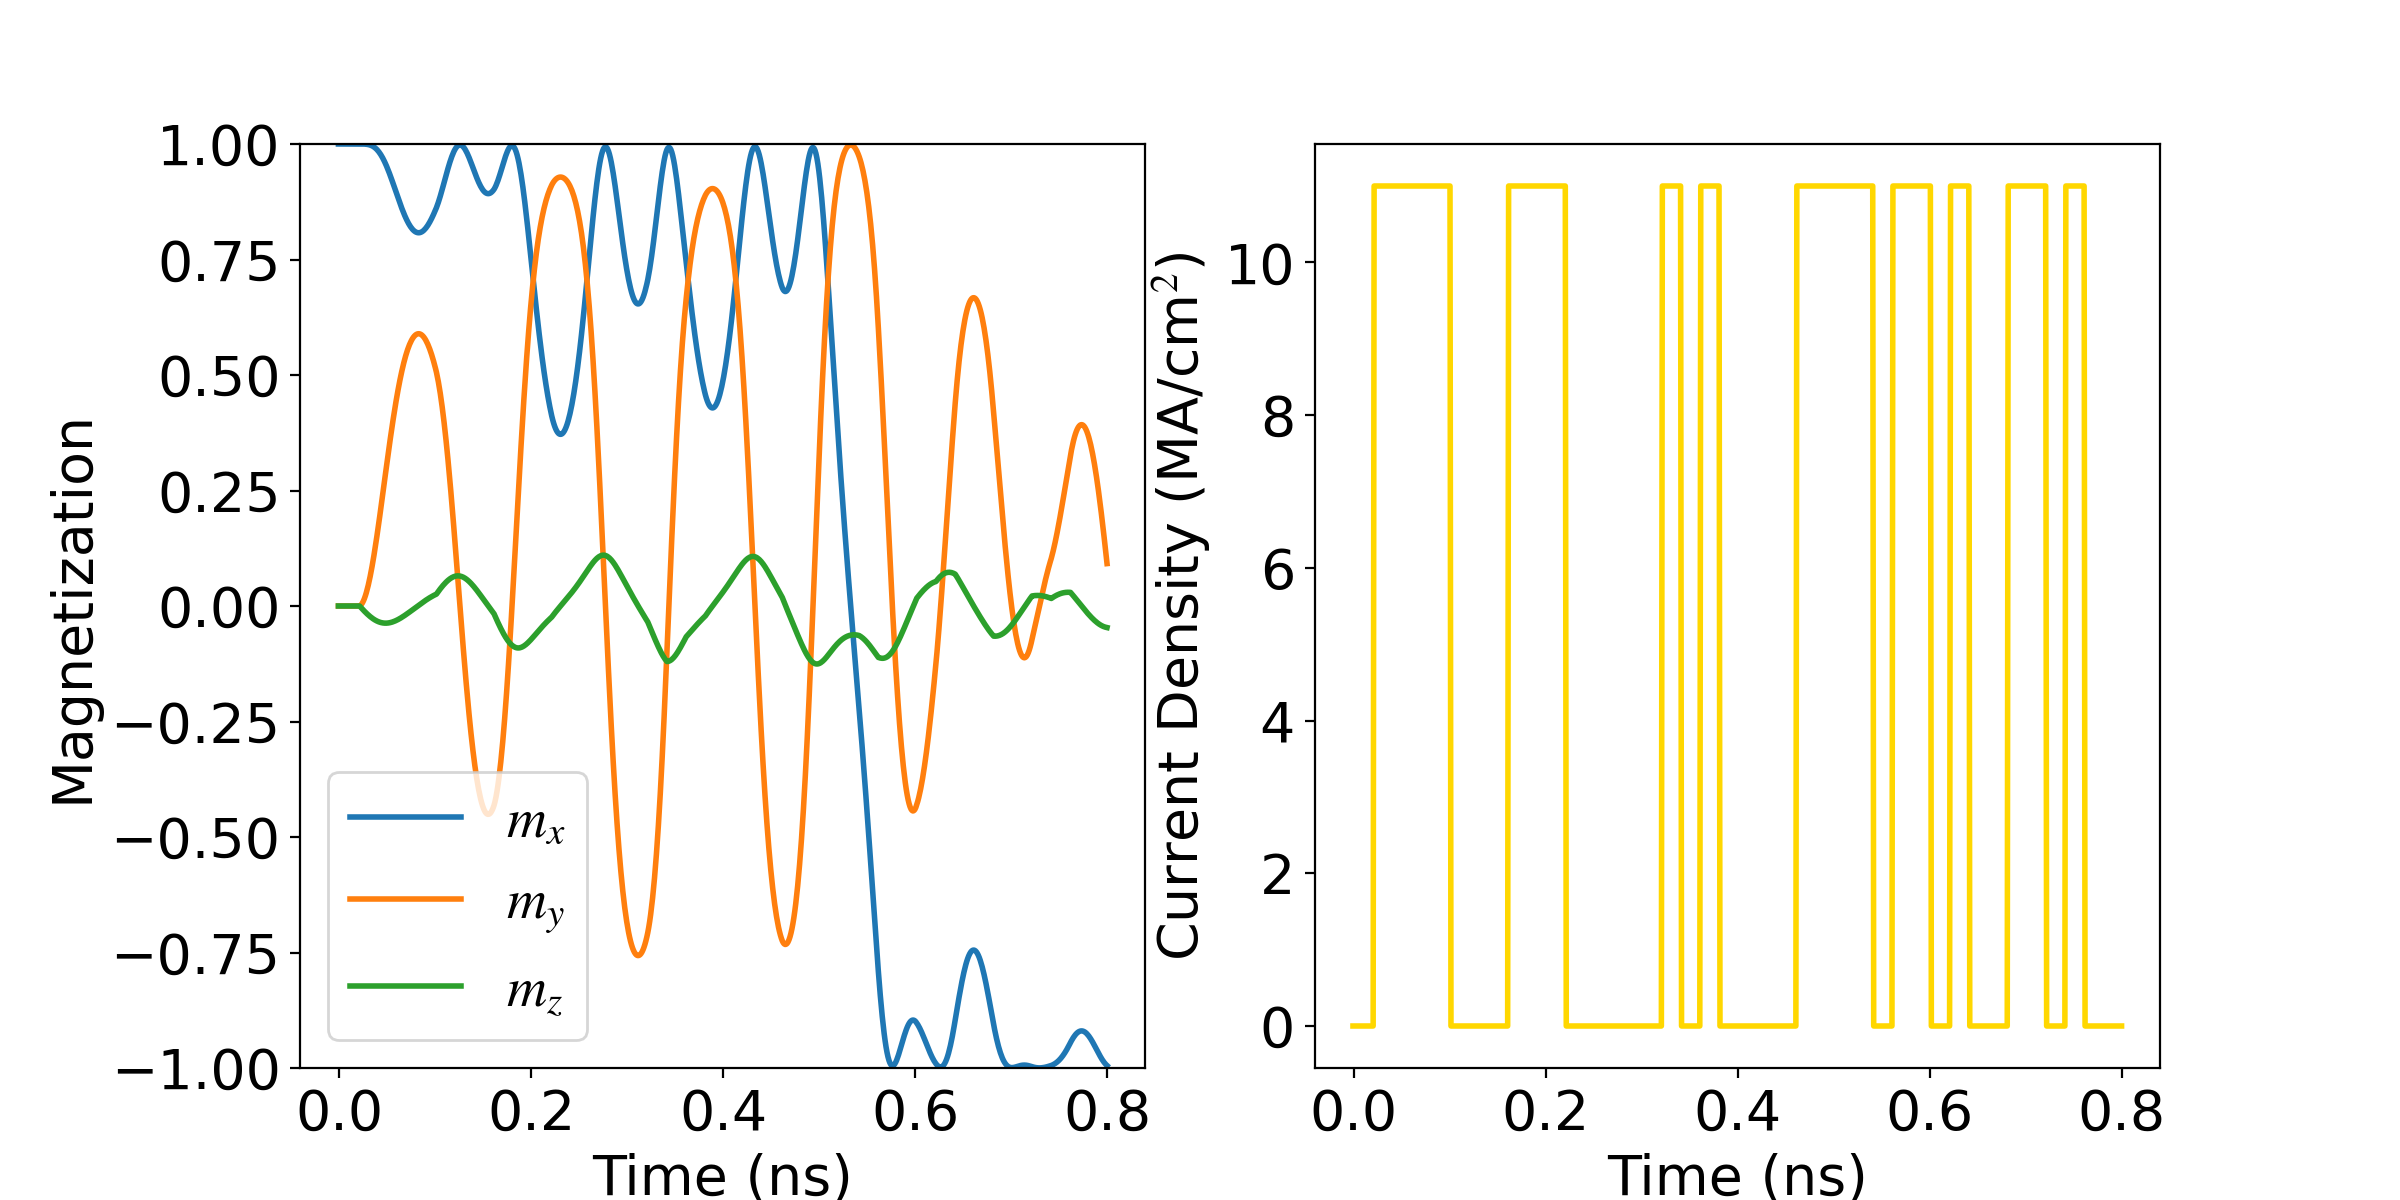 Magnetization
1.00
0.75
0.50
0.25
0.00
−0.25
−0.50
−0.75
−1.00
m_x
m_y
m_z
0.0 0.2 0.4 0.6 0.8
Time (ns)
Current Density (MA/cm²)
10
8
6
4
2
0
0.0 0.2 0.4 0.6 0.8
Time (ns)